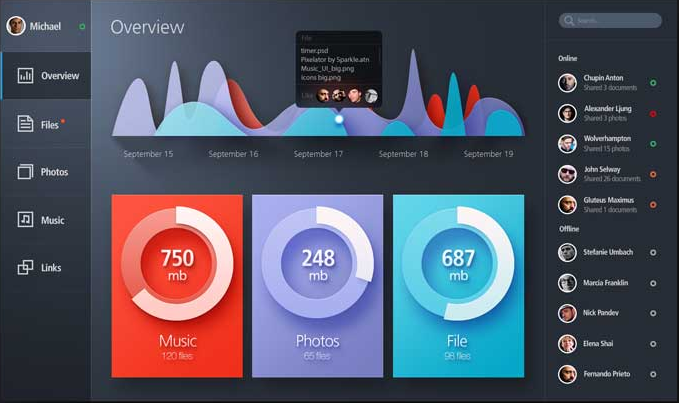 Michael
Overview
Files
Photos
Music
Links
Overview
File
timer.psd
Pixelator by Sparkle.atn
Music_UI_big.png
Icons big.png
Like
September 15
September 16
September 17
September 18
September 19
750
mb
Music
120 files
248
mb
Photos
65 files
687
mb
File
98 files
Search...
Online
Chupin Anton
Shared 3 documents
Alexander Ljung
Shared 3 photos
Wolverhampton
Shared 15 photos
John Selway
Shared 26 documents
Gluteus Maximus
Shared 1 documents
Offline
Stefanie Umbach
Marcia Franklin
Nick Pandev
Elena Shai
Fernando Prieto